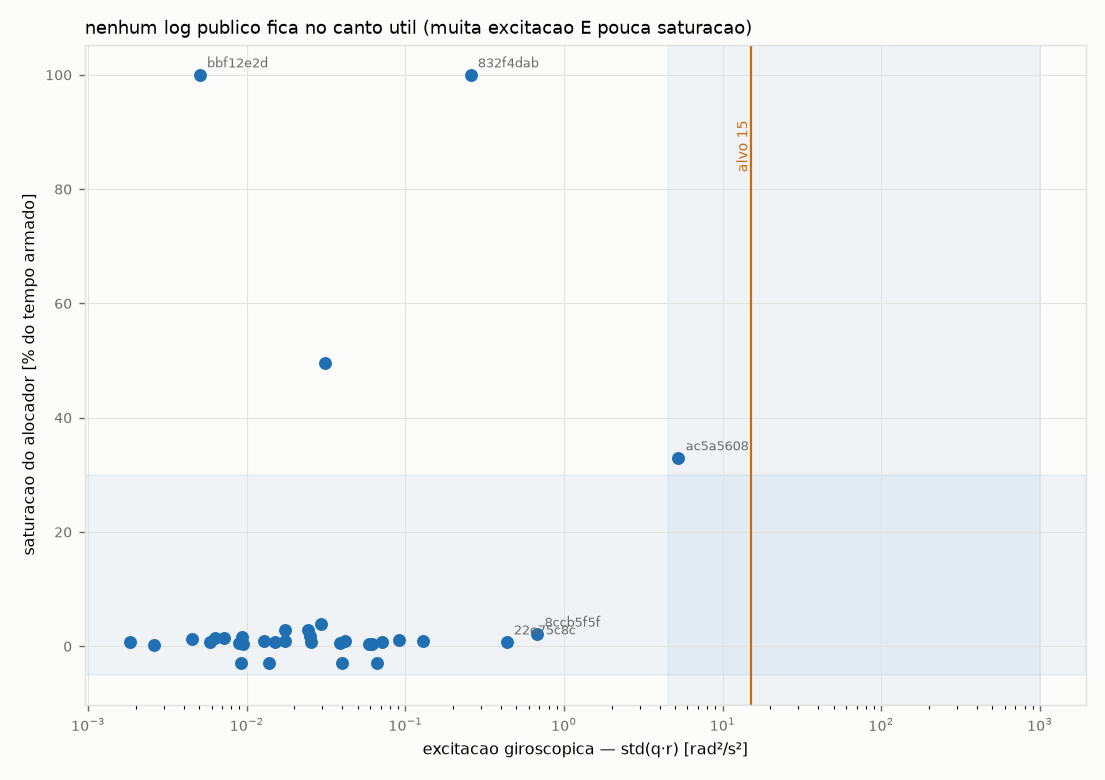 nenhum log publico fica no canto util (muita excitacao E pouca saturacao)
bbf12e2d
832f4dab
100
alvo 15
80
60
saturacao do alocador [% do tempo armado]
40
ac5a5608
20
8ccb5f5f
22c75c8c
0
10⁻³
10⁻²
10⁻¹
10⁰
10¹
10²
10³
excitacao giroscopica — std(q·r) [rad²/s²]